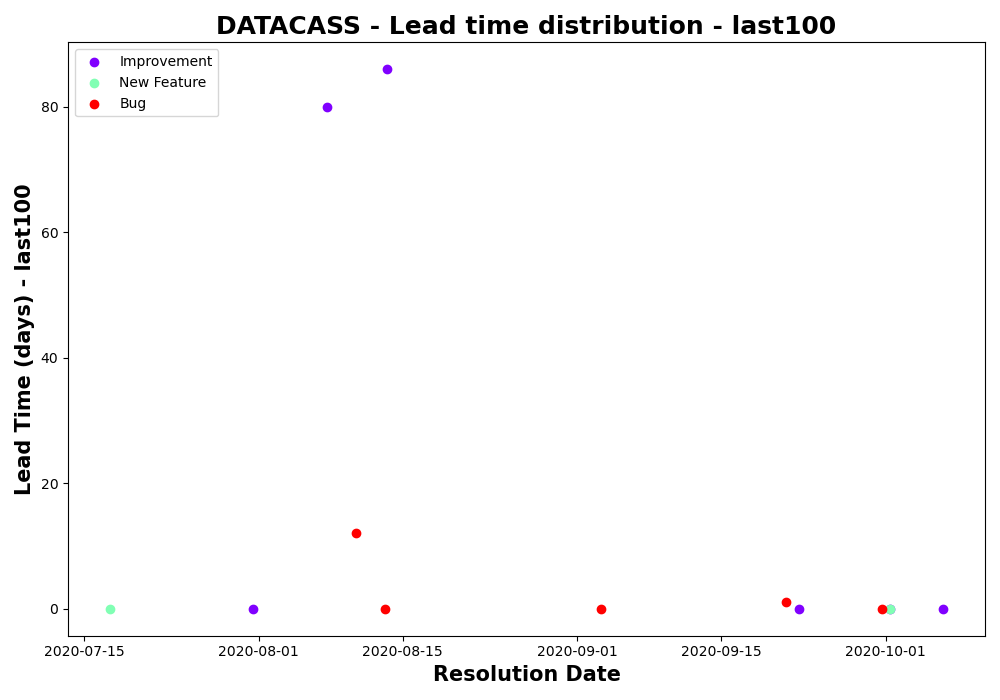 DATACASS - Lead time distribution - last100
Improvement
New Feature
Bug
Lead Time (days) - last100
80
60
40
20
0
2020-07-15
2020-08-01
2020-08-15
2020-09-01
2020-09-15
2020-10-01
Resolution Date